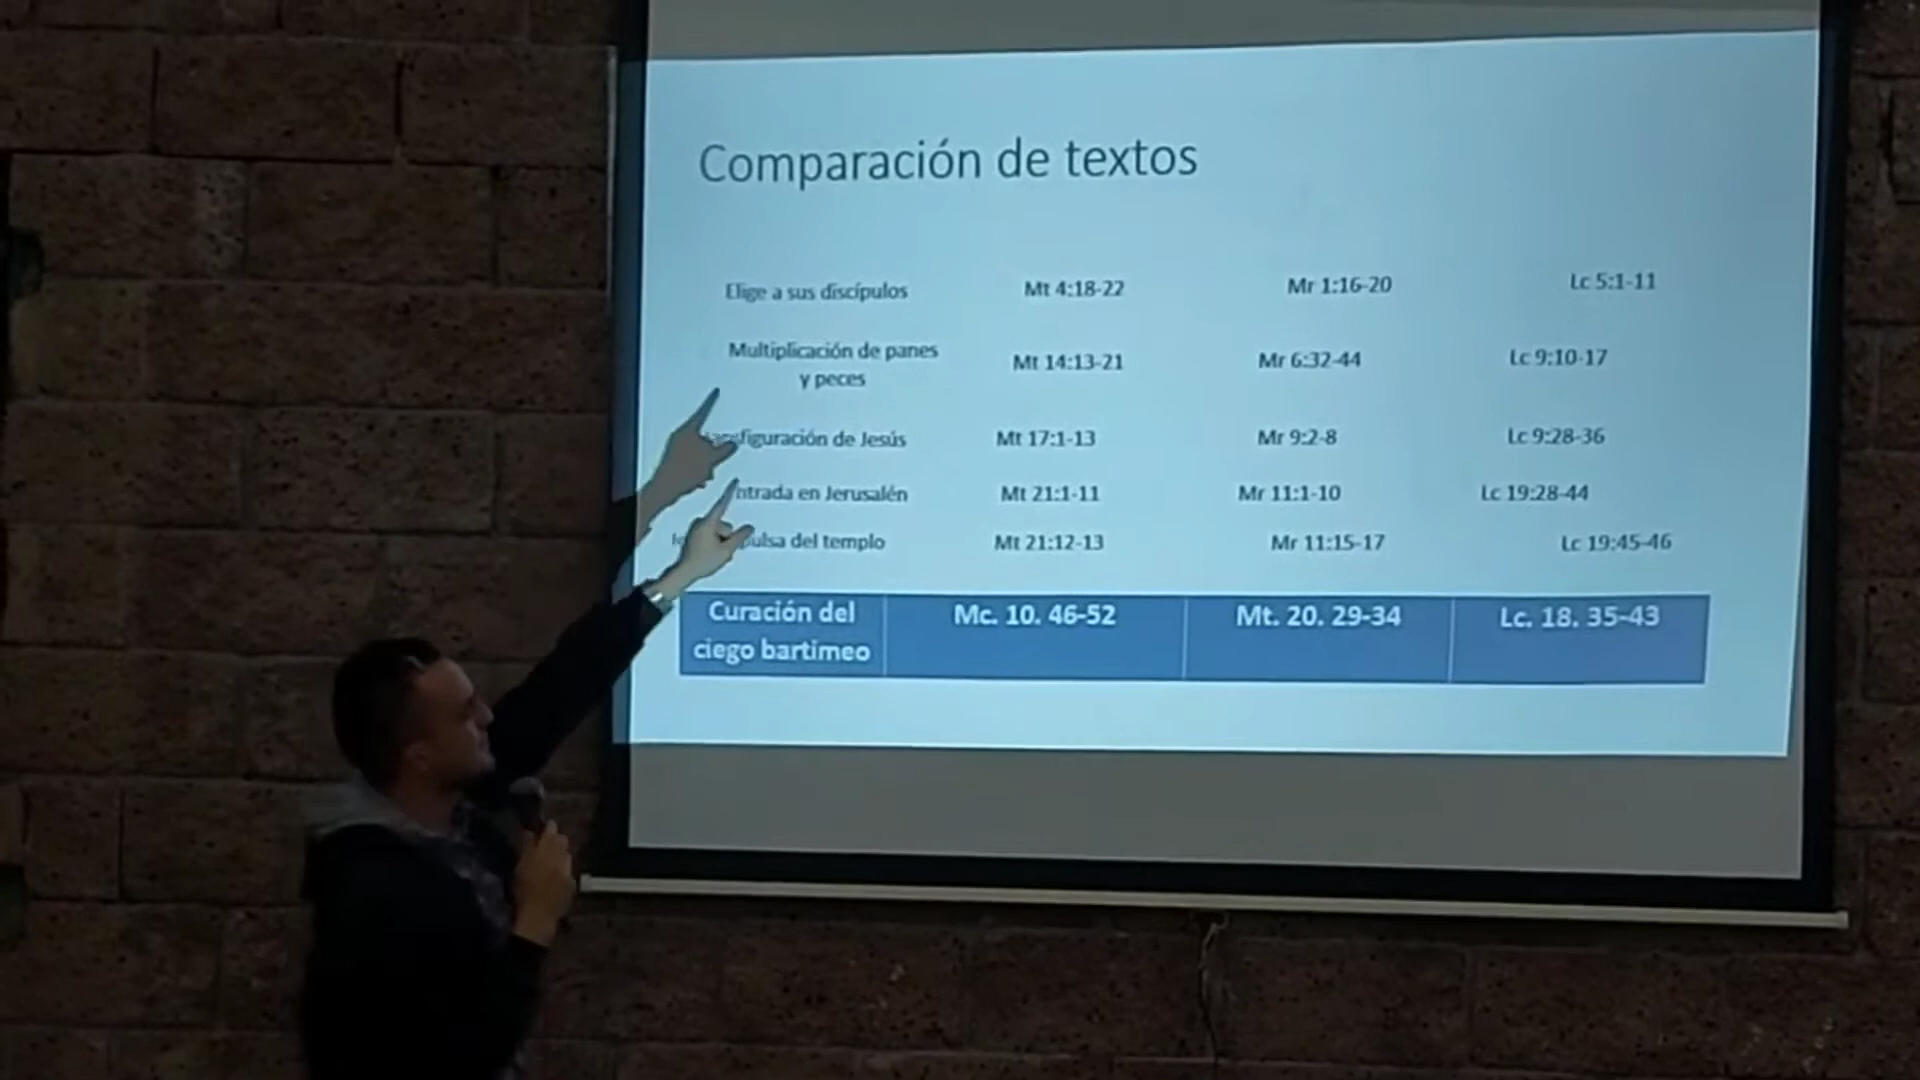 Comparación de textos
Elige a sus discípulos Mt 4:18-22 Mr 1:16-20 Lc 5:1-11
Multiplicación de panes
y peces Mt 14:13-21 Mr 6:32-44 Lc 9:10-17
de Jesús Mt 17:1-13 Mr 9:2-8 Lc 9:28-36
en Jerusalén Mt 21:1-11 Mr 11:1-10 Lc 19:28-44
del templo Mt 21:12-13 Mr 11:15-17 Lc 19:45-46
Curación del
ciego bartimeo Mc. 10. 46-52 Mt. 20. 29-34 Lc. 18. 35-43